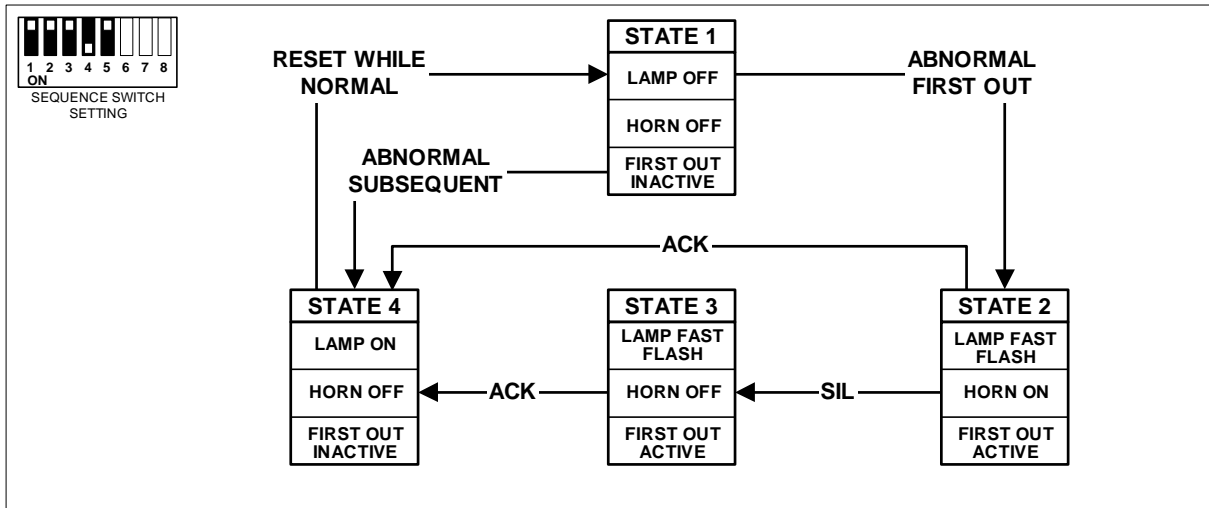 1 2 3 4 5 6 7 8
ON
SEQUENCE SWITCH
SETTING
RESET WHILE
NORMAL
STATE 1
LAMP OFF
HORN OFF
FIRST OUT
INACTIVE
ABNORMAL
FIRST OUT
ABNORMAL
SUBSEQUENT
ACK
STATE 4
LAMP ON
HORN OFF
FIRST OUT
INACTIVE
ACK
STATE 3
LAMP FAST
FLASH
HORN OFF
FIRST OUT
ACTIVE
SIL
STATE 2
LAMP FAST
FLASH
HORN ON
FIRST OUT
ACTIVE